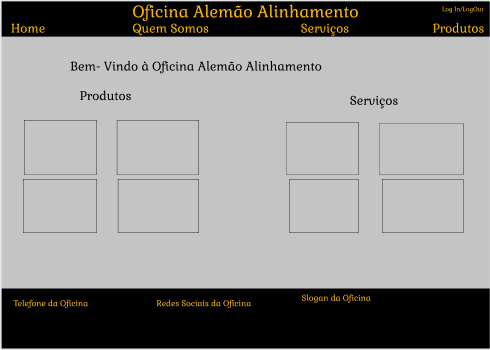 Oficina Alemão Alinhamento
Log In/LogOut
Home Quem Somos Serviços Produtos
Bem- Vindo à Oficina Alemão Alinhamento
Produtos
Serviços
Telefone da Oficina Redes Sociais da Oficina Slogan da Oficina